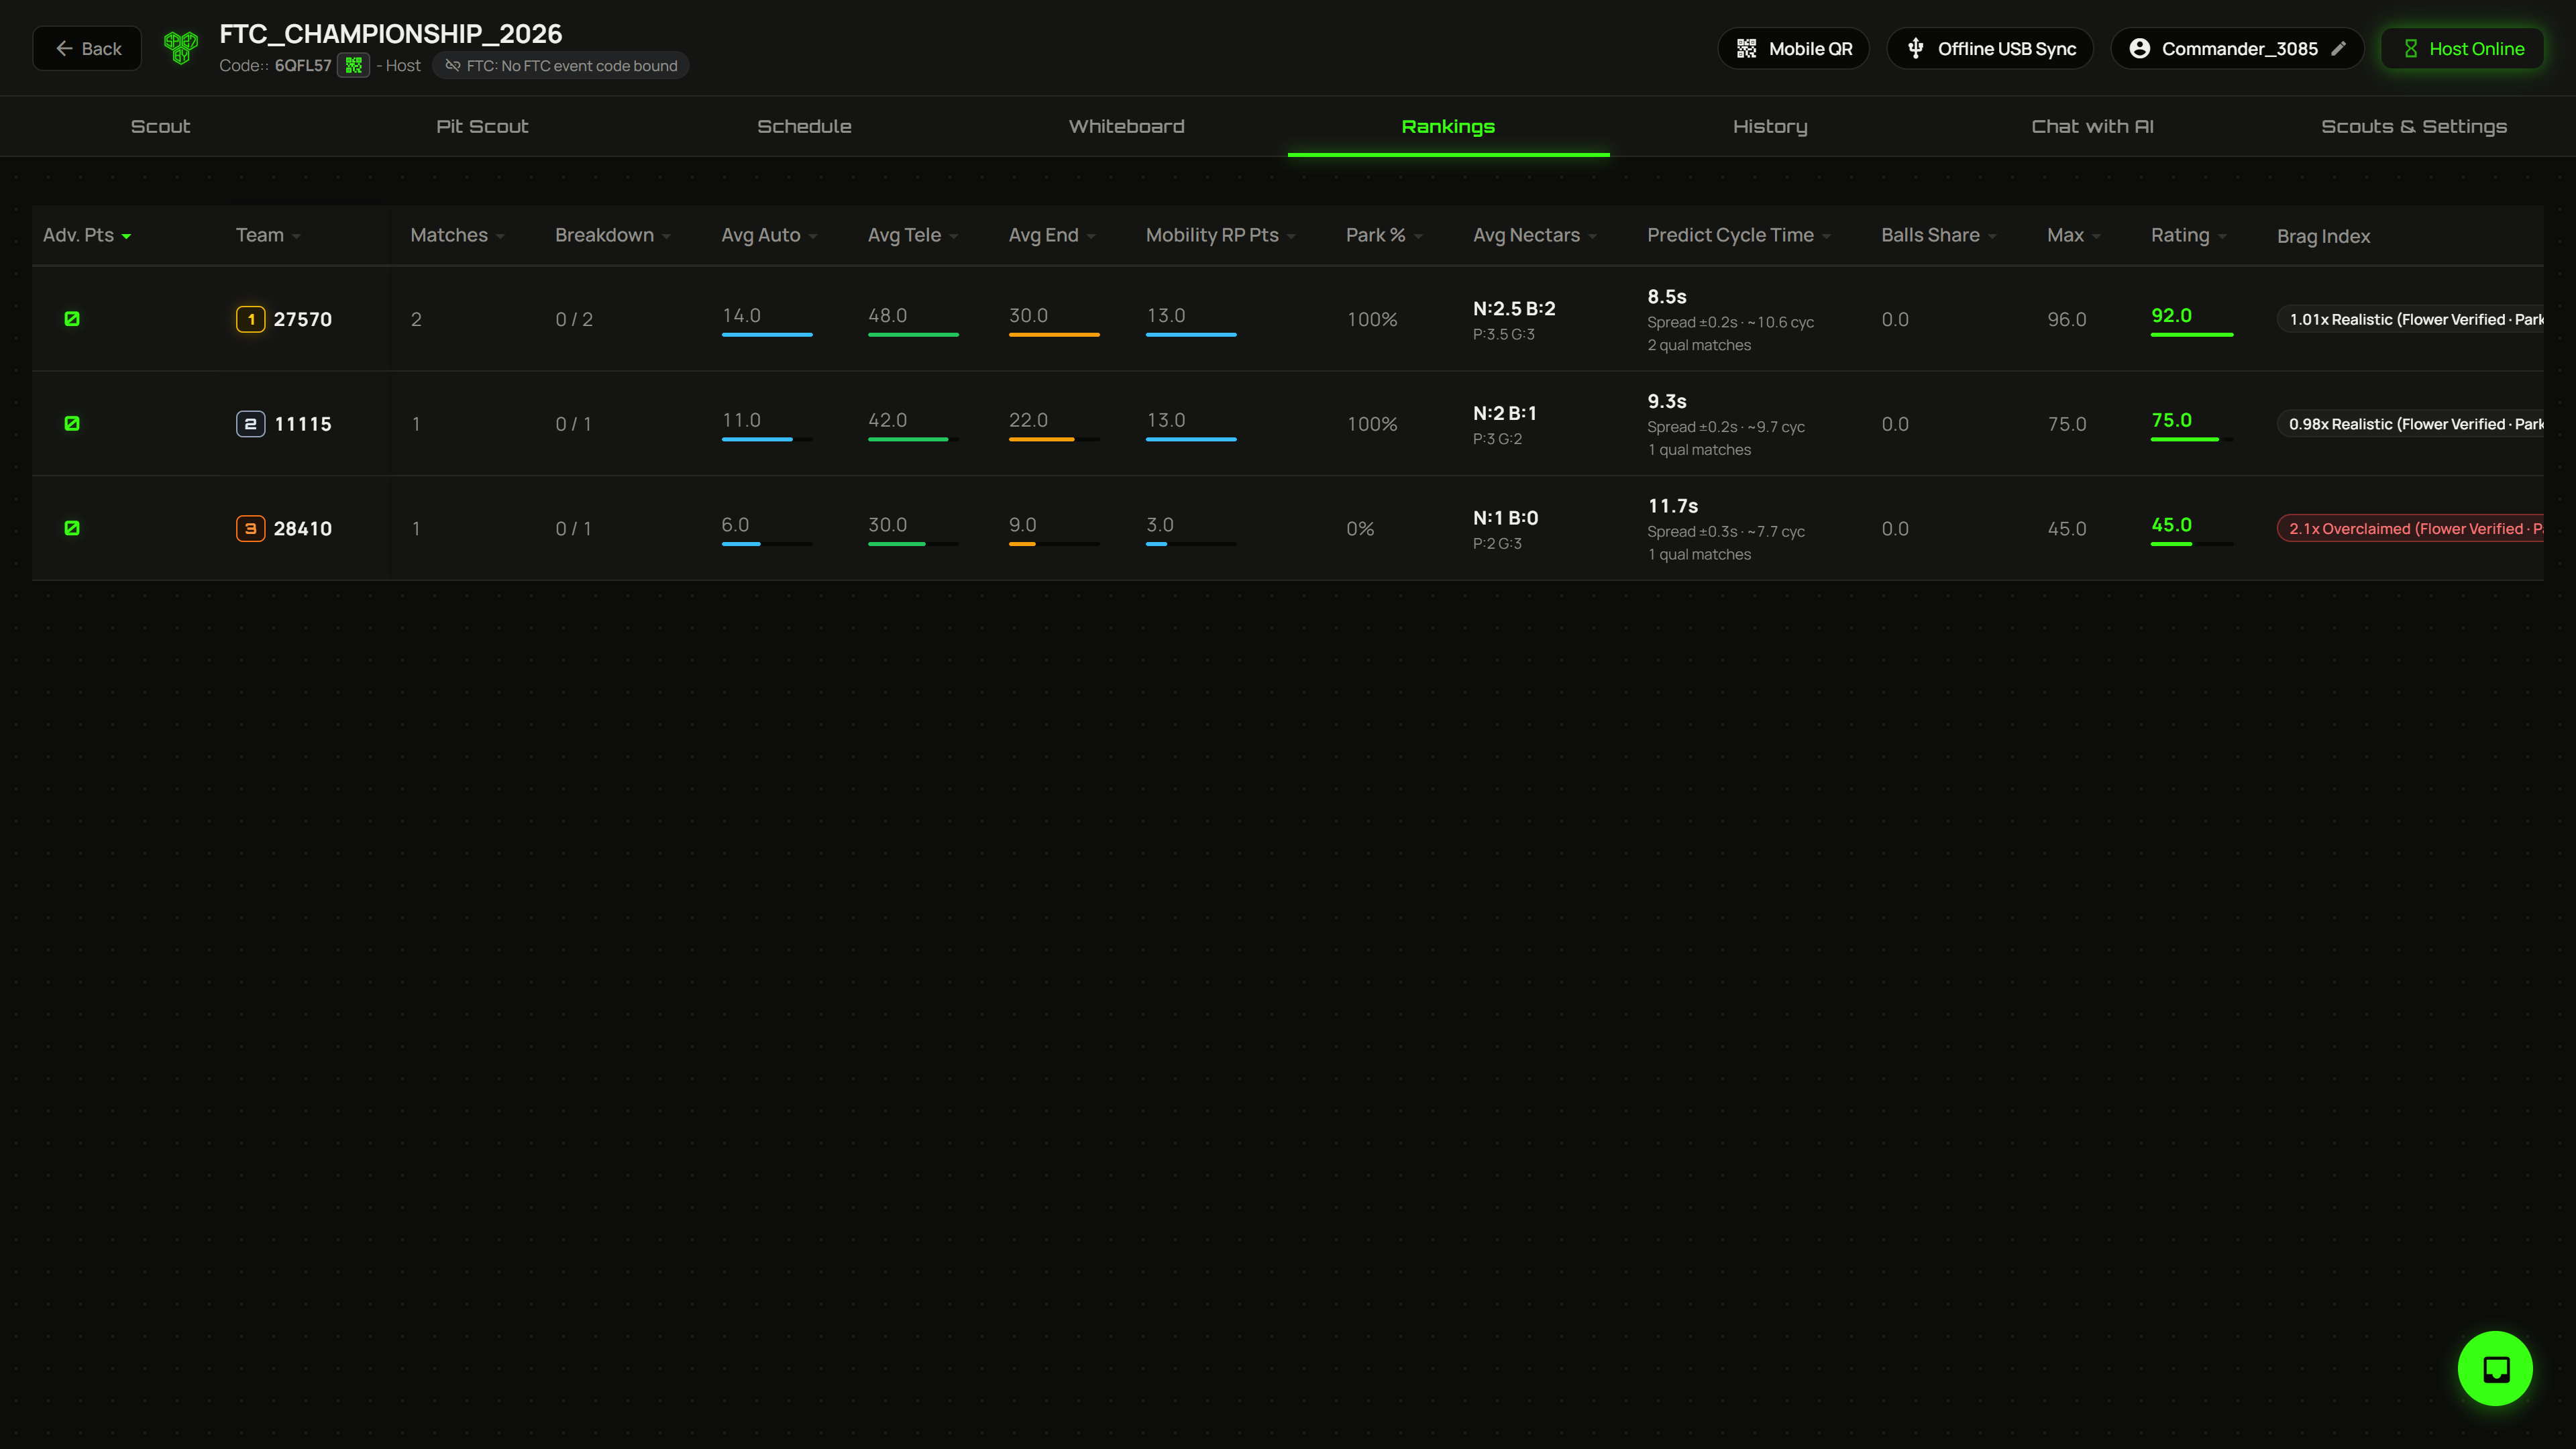 Back
FTC_CHAMPIONSHIP_2026
Code:: 6QFL57 - Host FTC: No FTC event code bound
Mobile QR
Offline USB Sync
Commander_3085
Host Online
Scout Pit Scout Schedule Whiteboard Rankings History Chat with AI Scouts & Settings
Adv. Pts Team Matches Breakdown Avg Auto Avg Tele Avg End Mobility RP Pts Park % Avg Nectars Predict Cycle Time Balls Share Max Rating Brag Index
0 1 27570 2 0 / 2 14.0 48.0 30.0 13.0 100% N:2.5 B:2 8.5s 0.0 96.0 92.0 1.01x Realistic (Flower Verified · Park
P:3.5 G:3 Spread ±0.2s · ~10.6 cyc
2 qual matches
0 2 11115 1 0 / 1 11.0 42.0 22.0 13.0 100% N:2 B:1 9.3s 0.0 75.0 75.0 0.98x Realistic (Flower Verified · Park
P:3 G:2 Spread ±0.2s · ~9.7 cyc
1 qual matches
0 3 28410 1 0 / 1 6.0 30.0 9.0 3.0 0% N:1 B:0 11.7s 0.0 45.0 45.0 2.1x Overclaimed (Flower Verified · P
P:2 G:3 Spread ±0.3s · ~7.7 cyc
1 qual matches